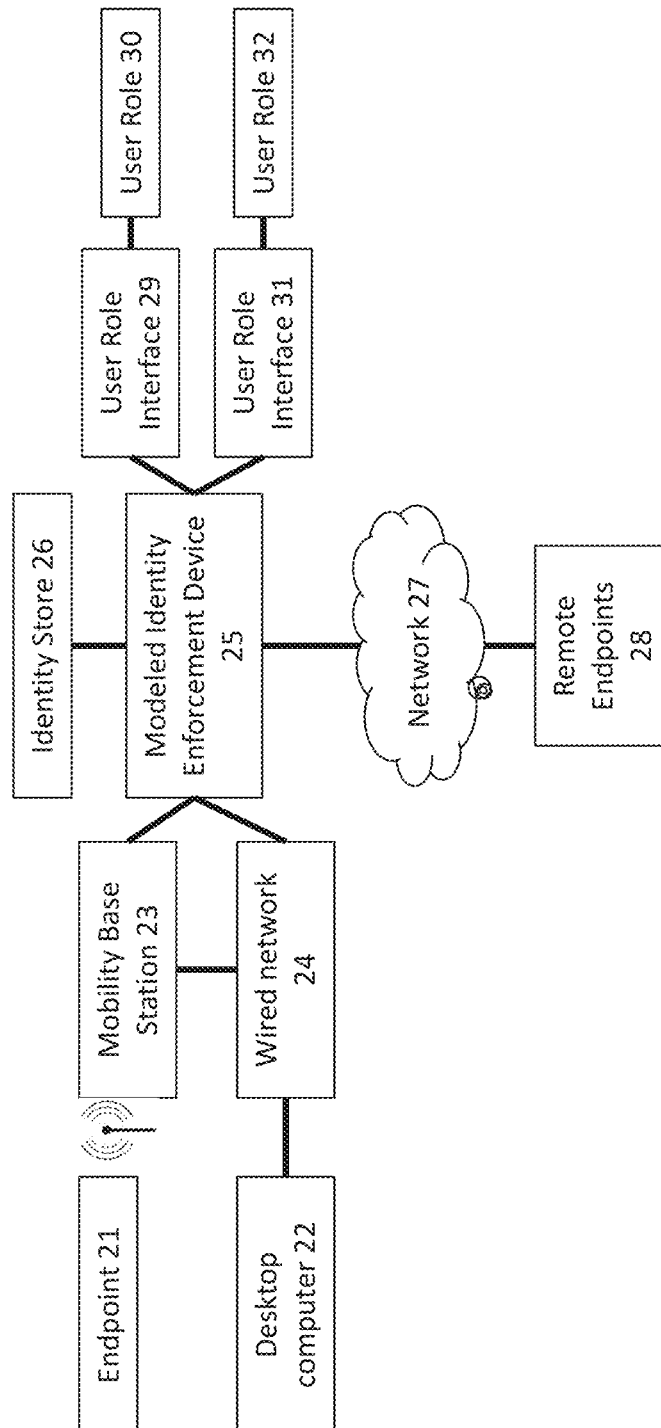 Endpoint 21
Desktop
computer 22
Mobility Base
Station 23
Wired network
24
Identity Store 26
Modeled Identity
Enforcement Device
25
Network 27
Remote
Endpoints
28
User Role
Interface 29
User Role 30
User Role
Interface 31
User Role 32